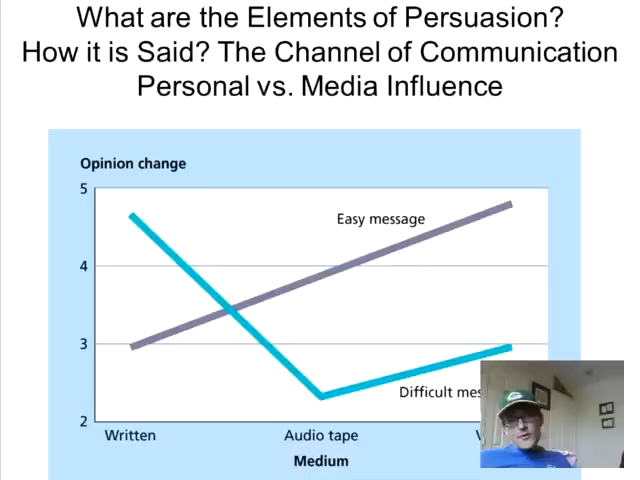 What are the Elements of Persuasion?
How it is Said? The Channel of Communication
Personal vs. Media Influence
Opinion change
5
Easy message
4
3
Difficult
2
Written Audio tape
Medium